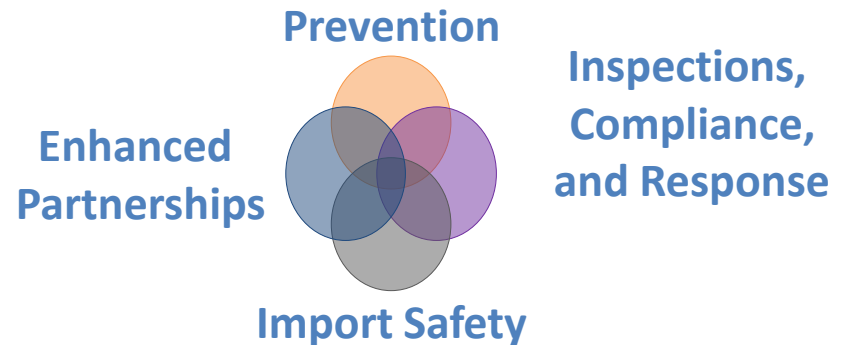 Prevention
Inspections,
Compliance,
and Response
Enhanced
Partnerships
Import Safety